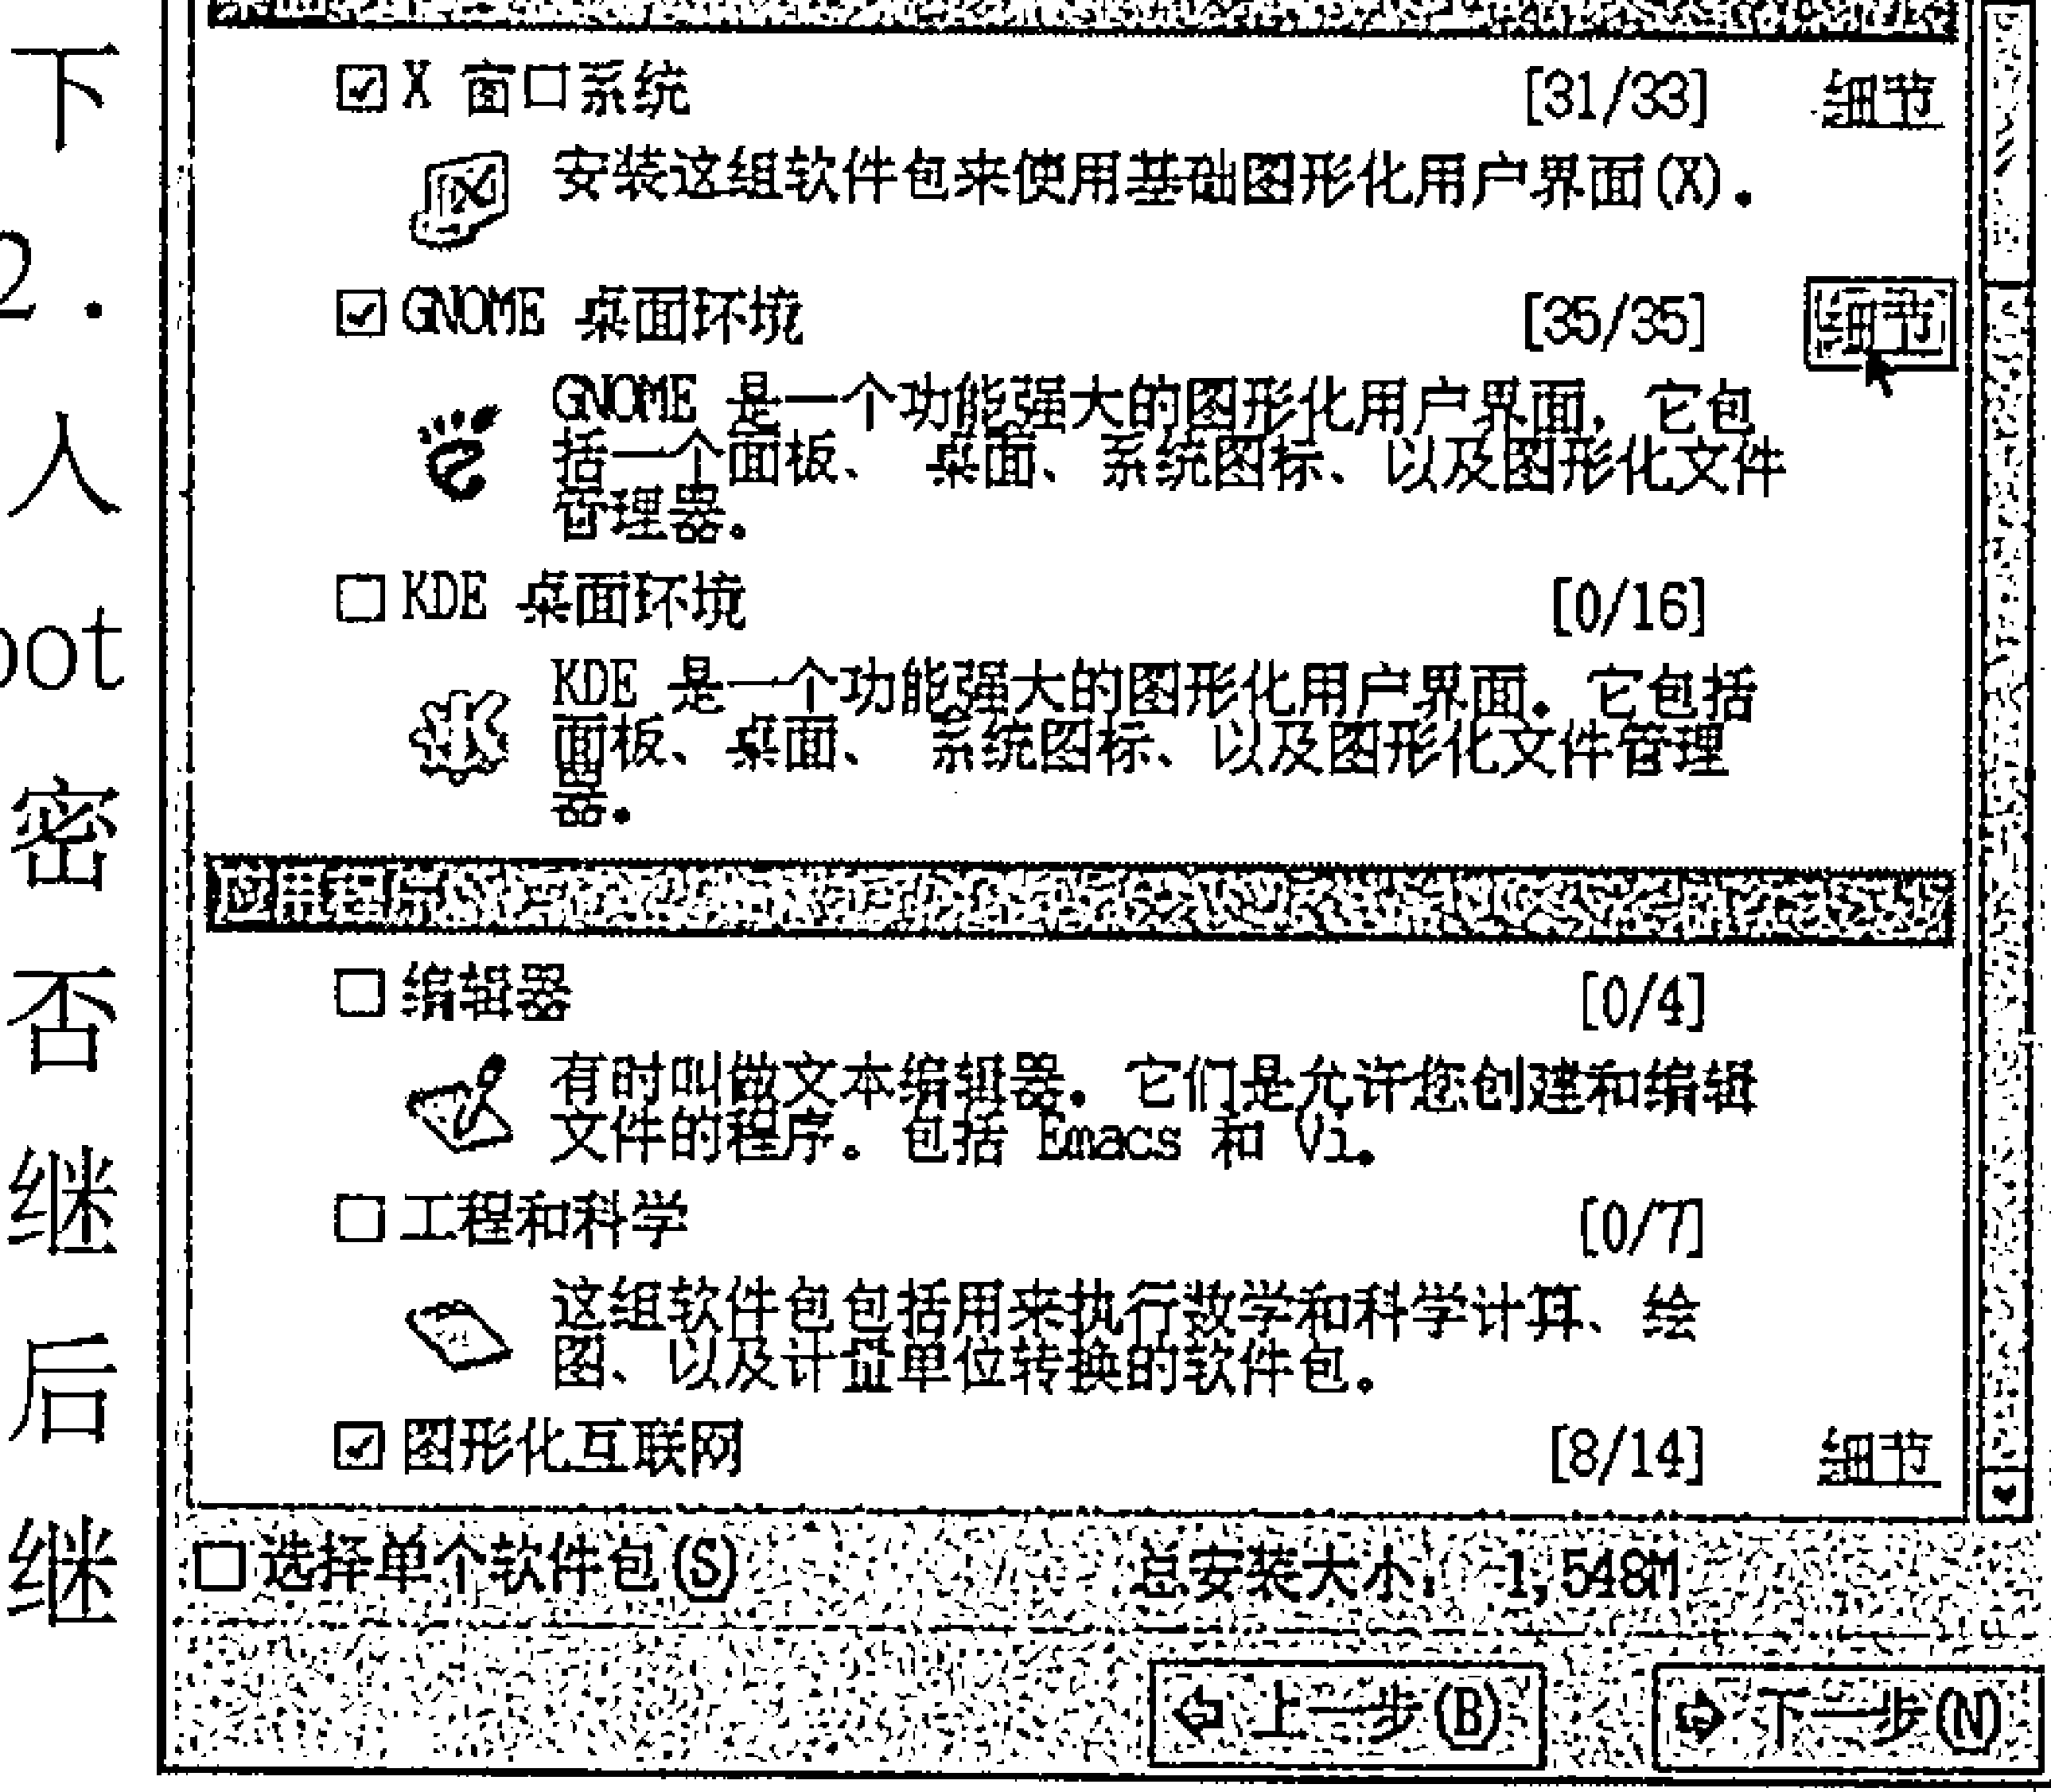 下
2.
人
oot
密
否
继
后
继
X 窗口系统 [31/33] 细节
安装这组软件包来使用基础图形化用户界面(X).
GNOME 桌面环境 [35/35] 细节
GNOME 是一个功能强大的图形化用户界面, 它包
括一个面板、 桌面、系统图标、以及图形化文件
管理器。
KDE 桌面环境 [0/16]
KDE 是一个功能强大的图形化用户界面。它包括
面板、桌面、 系统图标、以及图形化文件管理
器。
应用程序
编辑器 [0/4]
有时叫做文本编辑器。它们是允许您创建和编辑
文件的程序。包括 Emacs 和 Vi。
工程和科学 [0/7]
这组软件包包括用来执行数学和科学计算、绘
图、以及计量单位转换的软件包。
图形化互联网 [8/14] 细节
选择单个软件包(S) 总安装大小: 1,548M
上一步(B) 下一步(N)